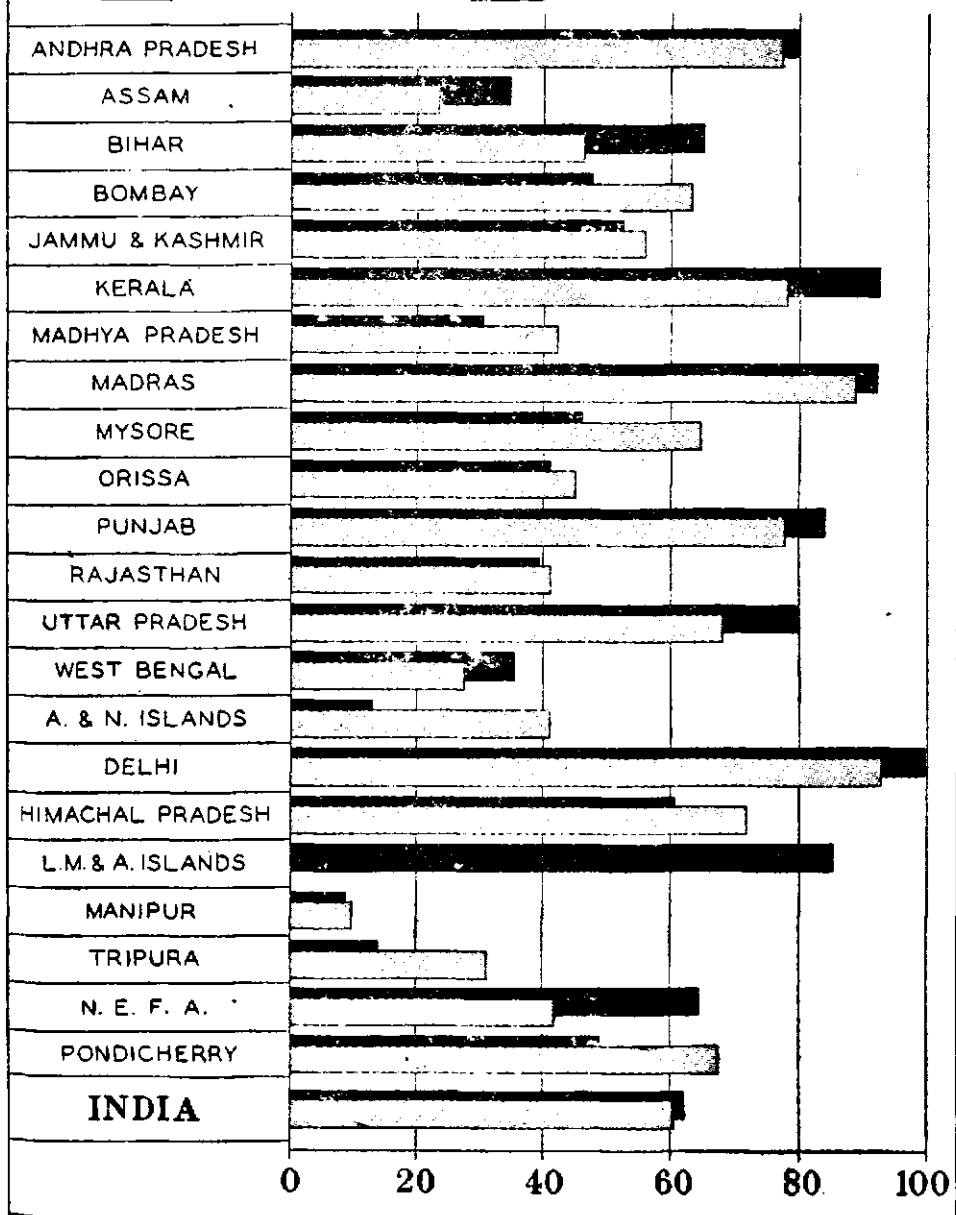 ANDHRA PRADESH
ASSAM
BIHAR
BOMBAY
JAMMU & KASHMIR
KERALA
MADHYA PRADESH
MADRAS
MYSORE
ORISSA
PUNJAB
RAJASTHAN
UTTAR PRADESH
WEST BENGAL
A. & N. ISLANDS
DELHI
HIMACHAL PRADESH
L.M.& A. ISLANDS
MANIPUR
TRIPURA
N. E. F. A.
PONDICHERRY
INDIA
0 20 40 60 80 100